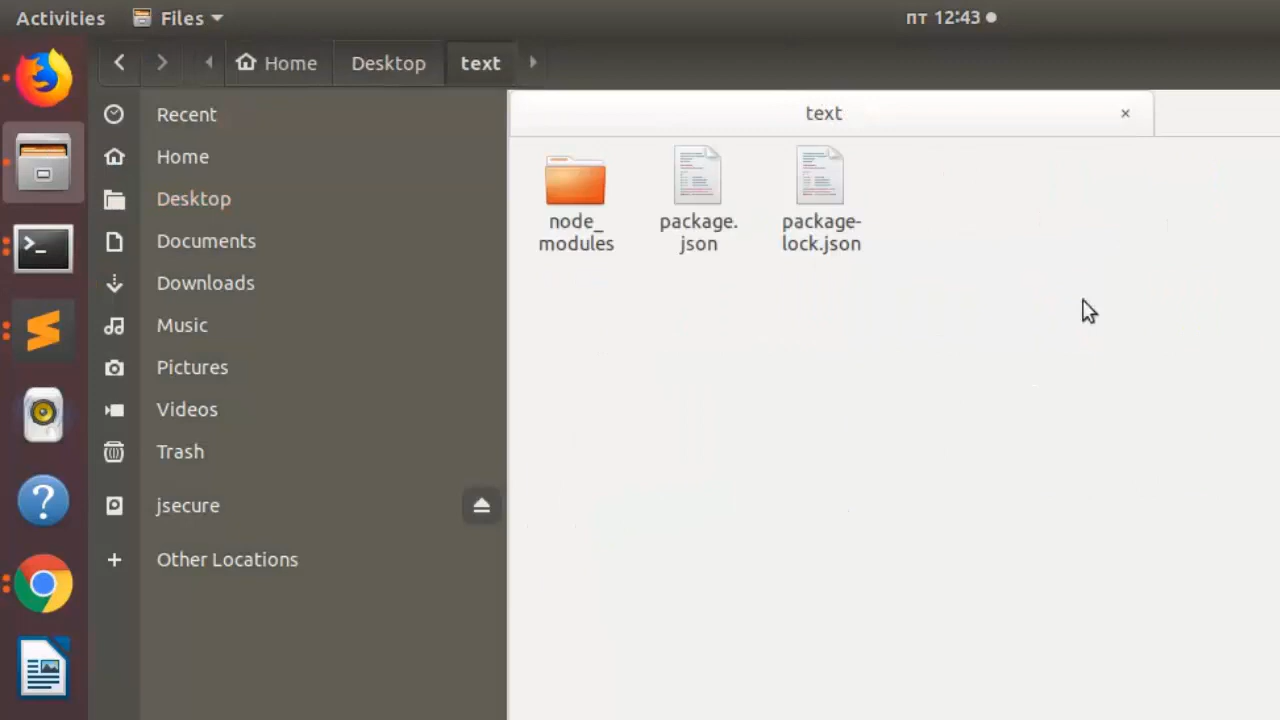 Activities Files пт 12:43
Home Desktop text
Recent
Home
Desktop
Documents
Downloads
Music
Pictures
Videos
Trash
jsecure
Other Locations
text
node_
modules
package.
json
package-
lock.json